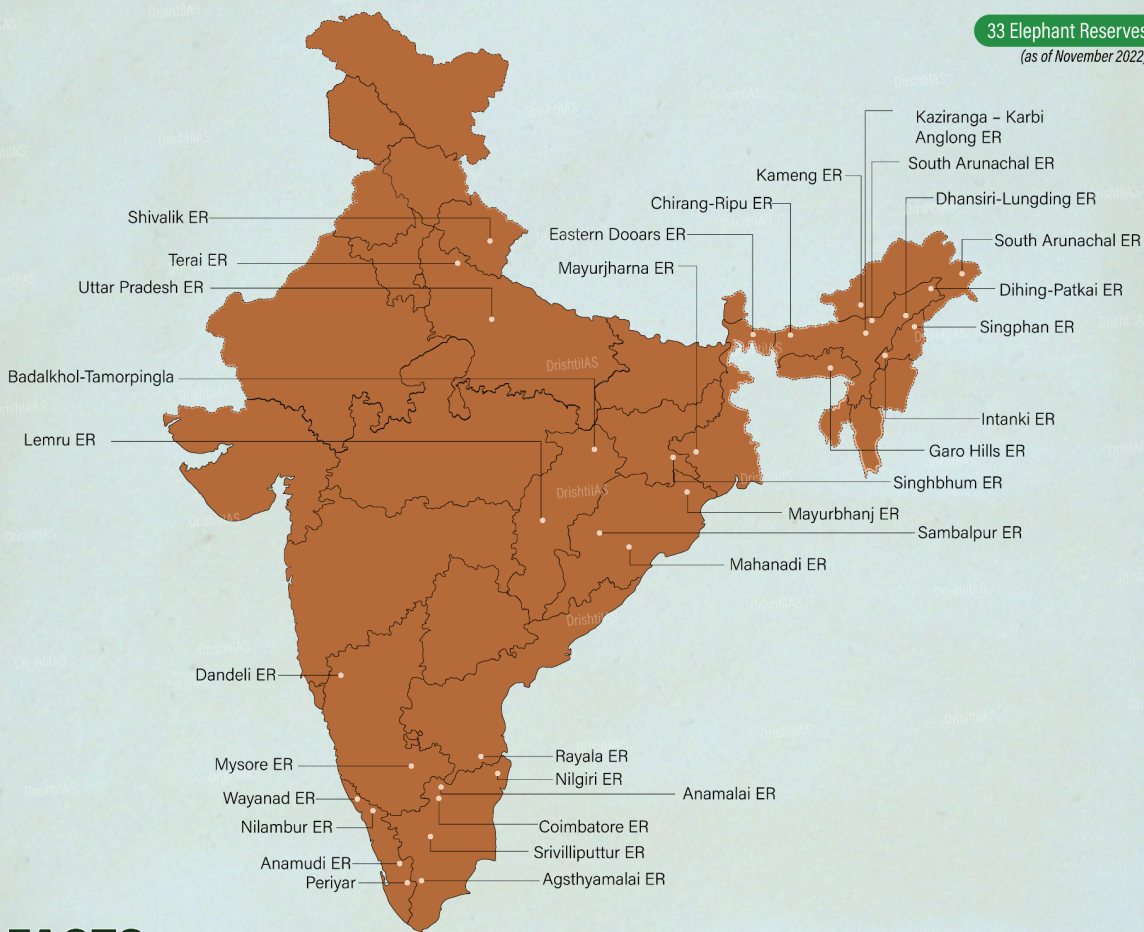 33 Elephant Reserves
(as of November 2022)
Kaziranga – Karbi
Anglong ER
South Arunachal ER
Kameng ER
Dhansiri-Lungding ER
Chirang-Ripu ER
Shivalik ER
Eastern Dooars ER
South Arunachal ER
Terai ER
Mayurjharna ER
Uttar Pradesh ER
Dihing-Patkai ER
Singphan ER
Badalkhol-Tamorpingla
Intanki ER
Lemru ER
Garo Hills ER
Singhbhum ER
Mayurbhanj ER
Sambalpur ER
Mahanadi ER
Dandeli ER
Rayala ER
Mysore ER
Nilgiri ER
Anamalai ER
Wayanad ER
Nilambur ER
Coimbatore ER
Srivilliputtur ER
Anamudi ER
Periyar
Agsthyamalai ER
DrishtiIAS